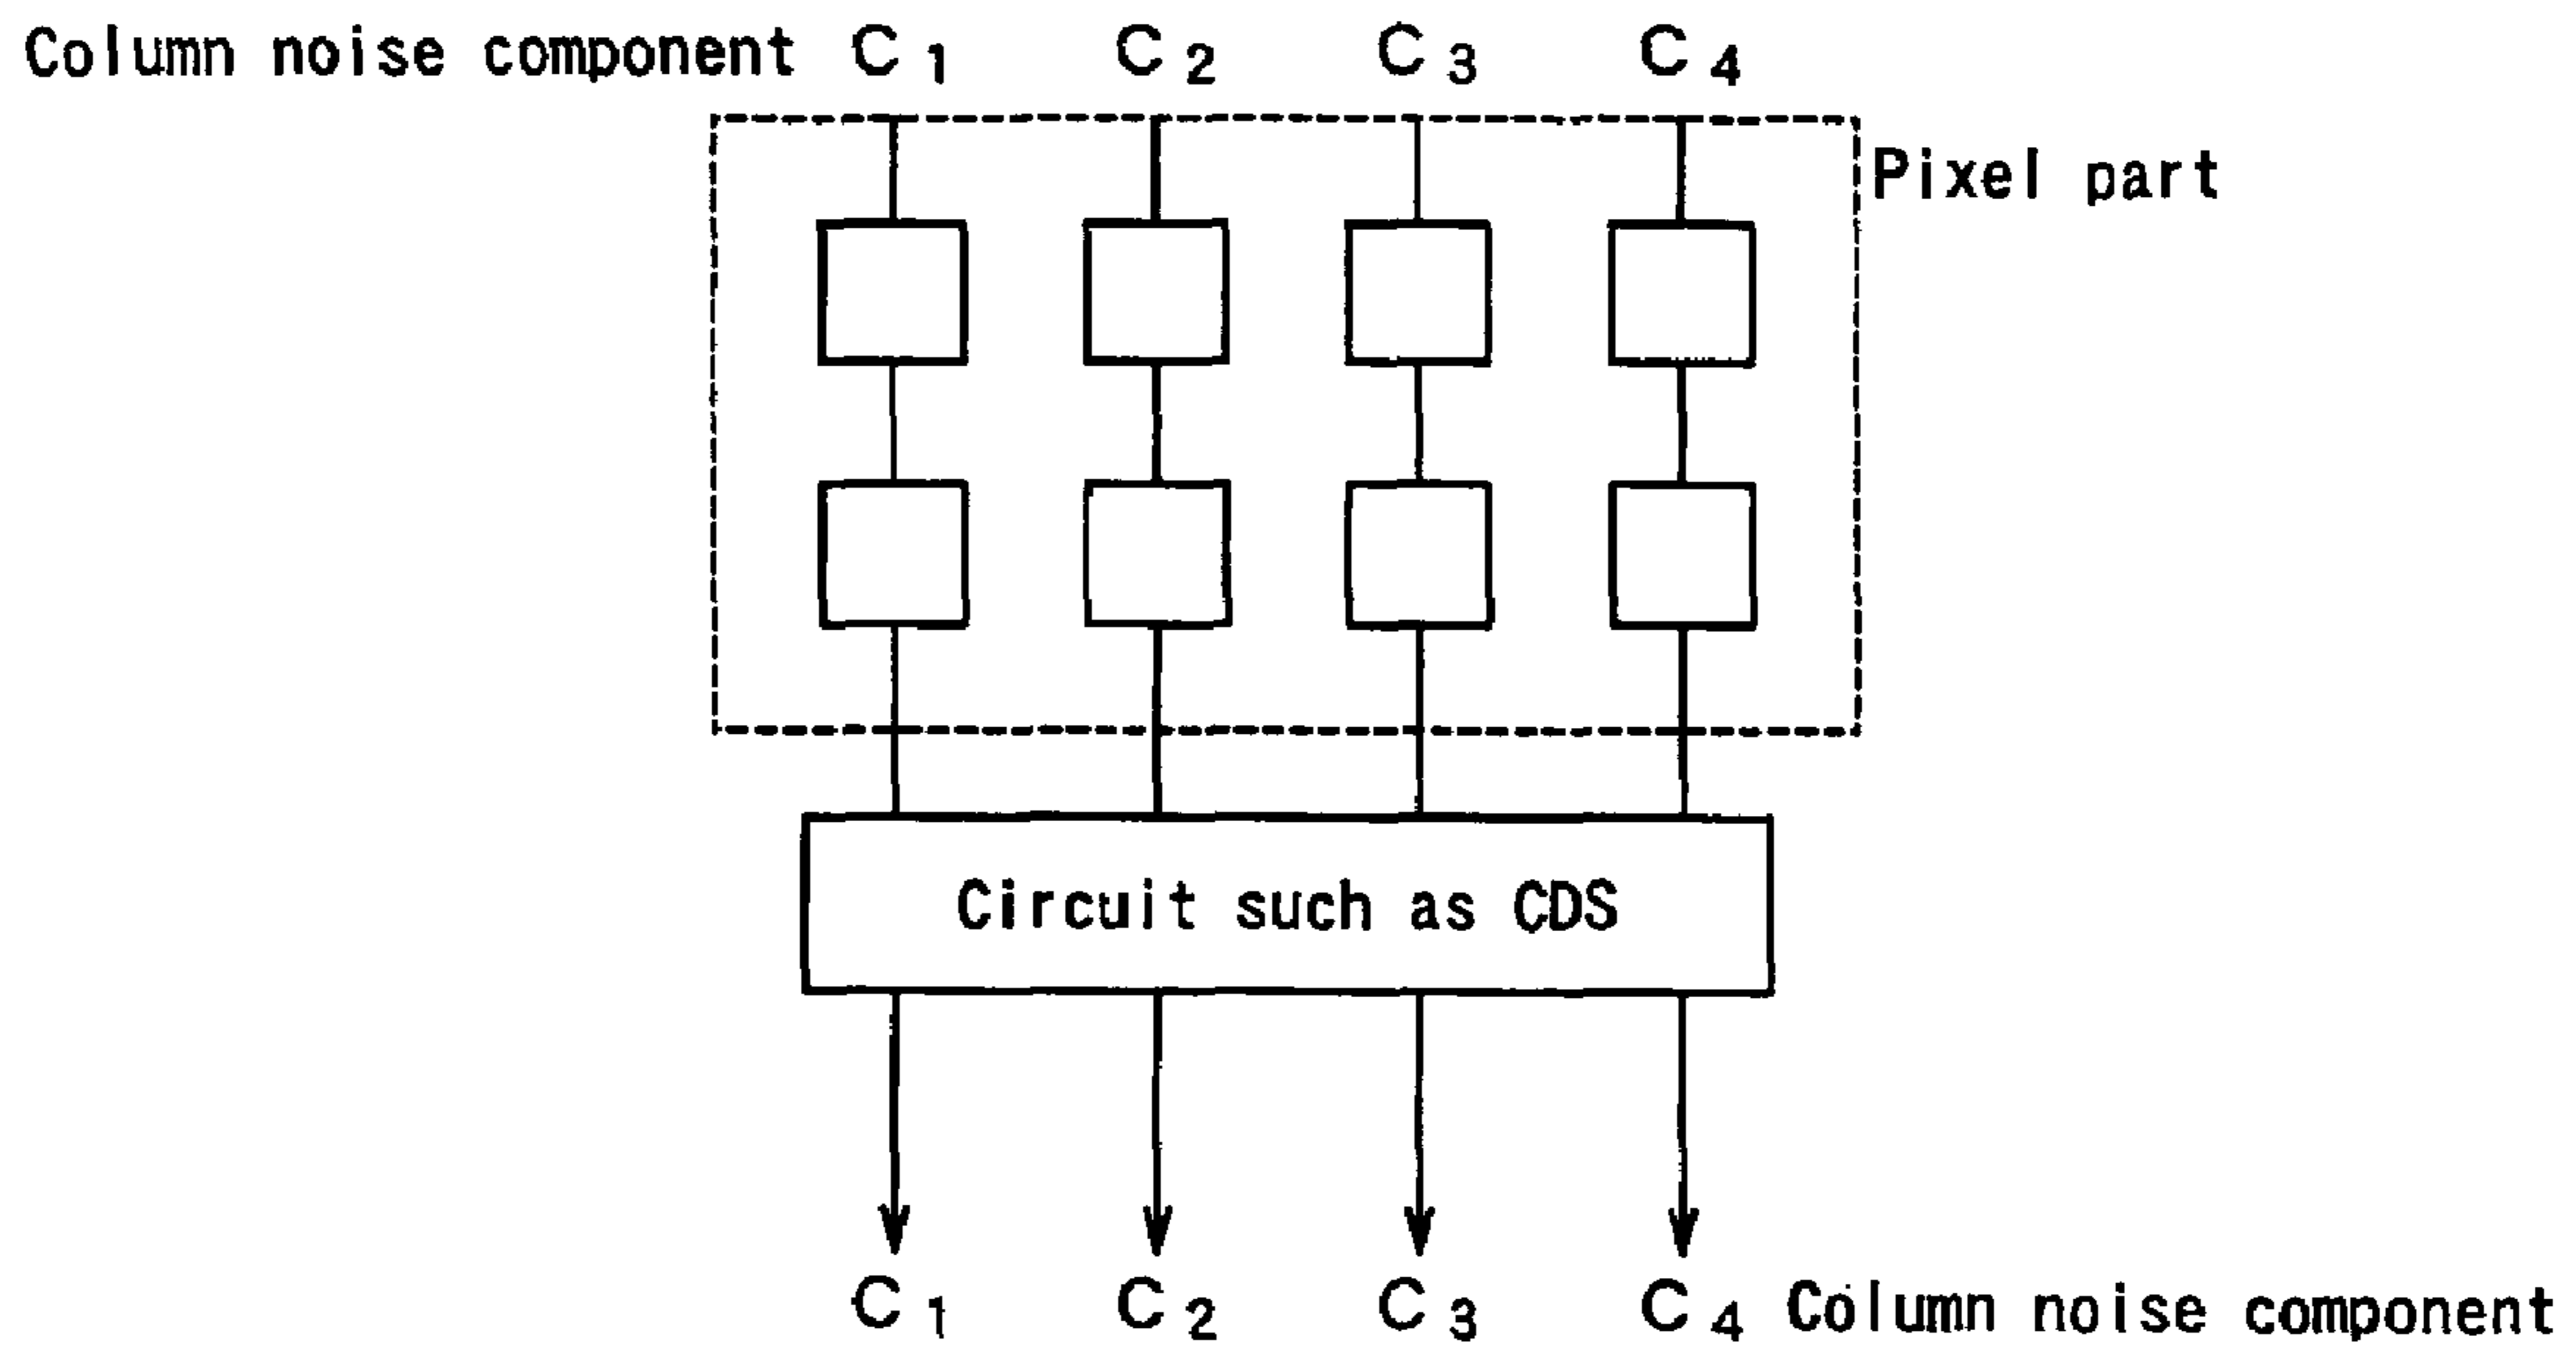 Column noise component C1 C2 C3 C4
Pixel part
Circuit such as CDS
C1 C2 C3 C4 Column noise component